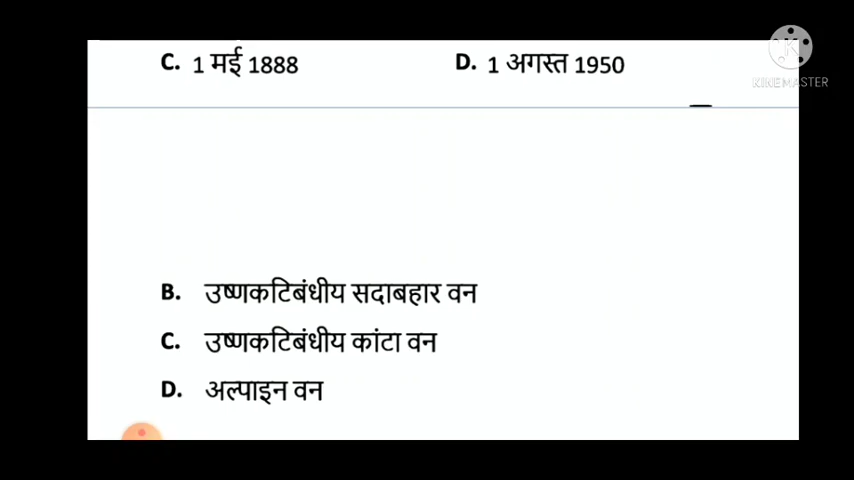 C. 1 मई 1888 D. 1 अगस्त 1950
KINEMASTER
B. उष्णकटिबंधीय सदाबहार वन
C. उष्णकटिबंधीय कांटा वन
D. अल्पाइन वन